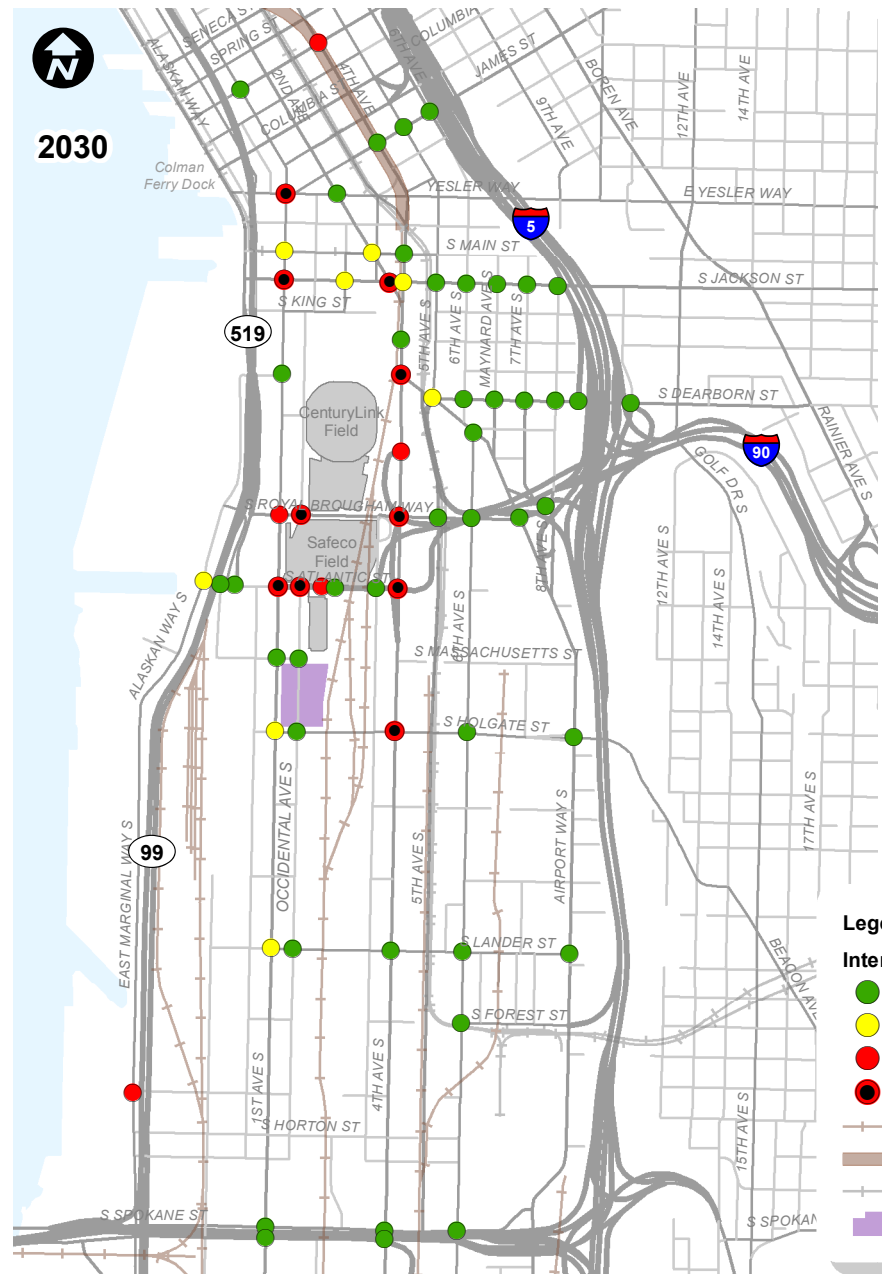 SENECA ST
SPRING ST
COLUMBIA
6TH AVE
JAMES ST
ALASKAN WAY
2ND AVE
4TH AVE
COLUMBIA ST
BOREN AVE
9TH AVE
12TH AVE
14TH AVE
N
2030
Colman
Ferry Dock
YESLER WAY
E YESLER WAY
5
S MAIN ST
S JACKSON ST
S KING ST
519
5TH AVE S
6TH AVE S
MAYNARD AVE S
7TH AVE S
CenturyLink
Field
S DEARBORN ST
RAINIER AVE S
90
GOLF DR S
S ROYAL BROUGHAM WAY
Safeco
Field
S ATLANTIC ST
8TH AVE S
12TH AVE S
14TH AVE S
6TH AVE S
ALASKAN WAY S
S MASSACHUSETTS ST
S HOLGATE ST
OCCIDENTAL AVE S
5TH AVE S
AIRPORT WAY S
17TH AVE S
99
EAST MARGINAL WAY S
S LANDER ST
BEACON AVE
Lege
Inter
S FOREST ST
1ST AVE S
4TH AVE S
S HORTON ST
15TH AVE S
S SPOKANE ST
S SPOKAN